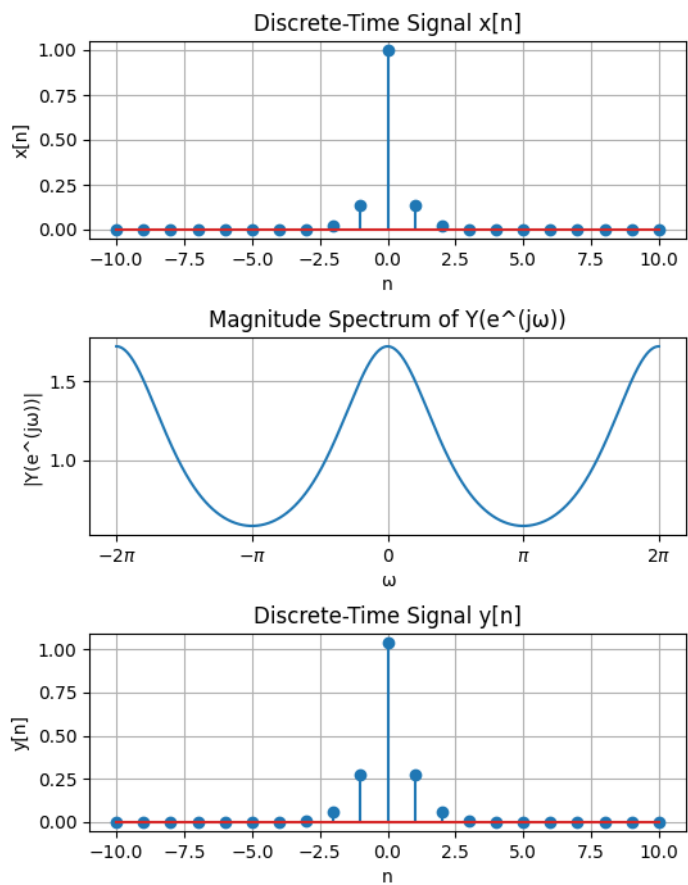 Discrete-Time Signal x[n]
1.00
0.75
0.50
0.25
0.00
x[n]
−10.0 −7.5 −5.0 −2.5 0.0 2.5 5.0 7.5 10.0
n
Magnitude Spectrum of Y(e^(jω))
1.5
1.0
|Y(e^(jω))|
−2π −π 0 π 2π
ω
Discrete-Time Signal y[n]
1.00
0.75
0.50
0.25
0.00
y[n]
−10.0 −7.5 −5.0 −2.5 0.0 2.5 5.0 7.5 10.0
n